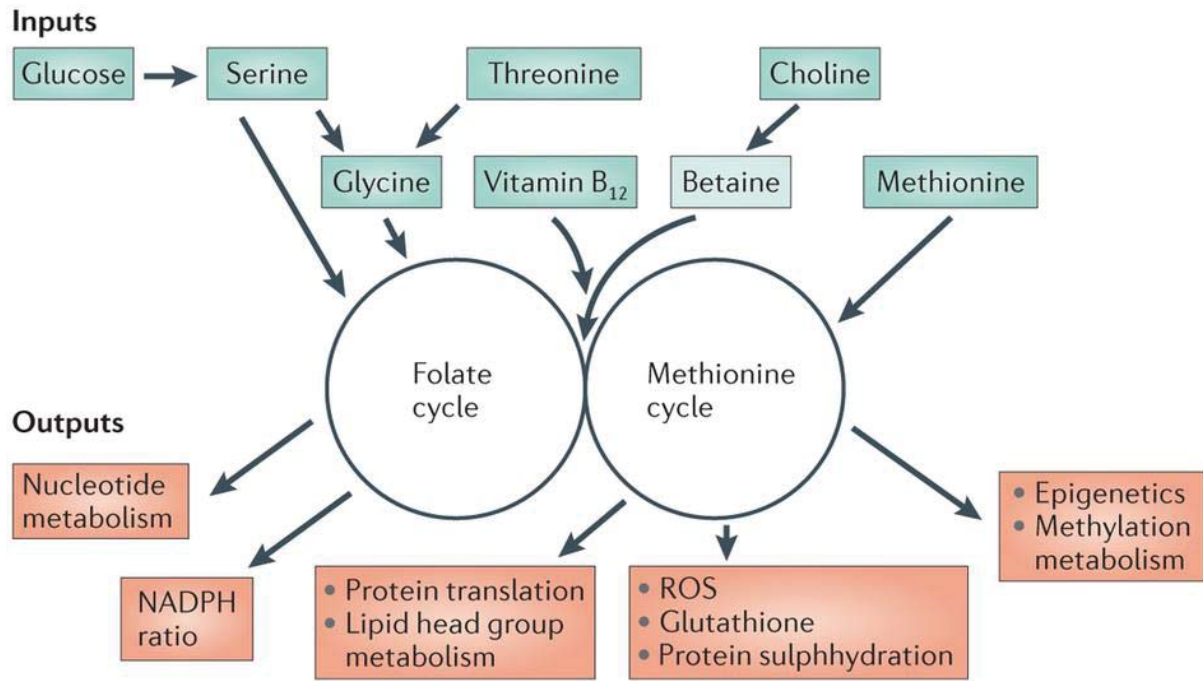 Inputs
Glucose
Serine
Threonine
Choline
Glycine
Vitamin B₁₂
Betaine
Methionine
Folate
cycle
Methionine
cycle
Outputs
Nucleotide
metabolism
NADPH
ratio
• Protein translation
• Lipid head group
metabolism
• ROS
• Glutathione
• Protein sulphhydration
• Epigenetics
• Methylation
metabolism